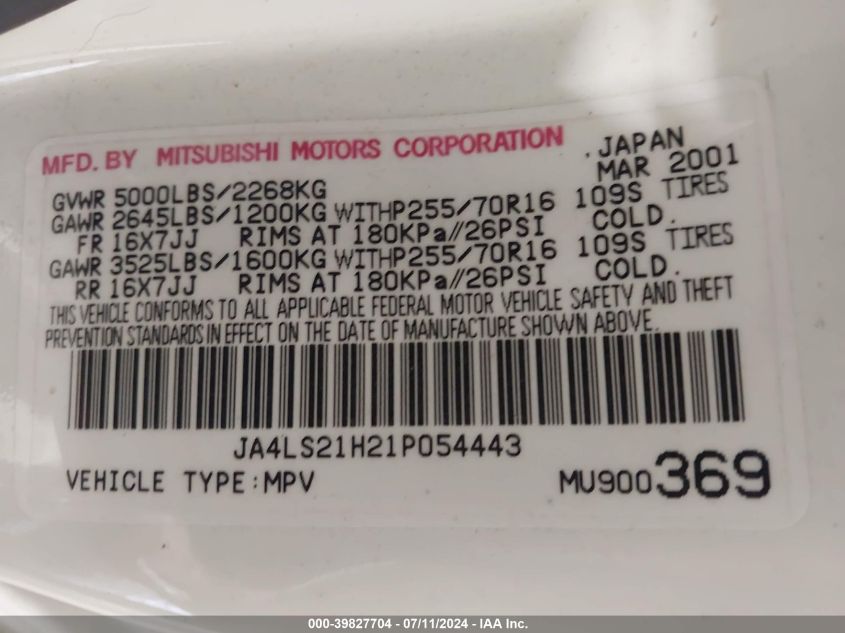 MFD. BY MITSUBISHI MOTORS CORPORATION .JAPAN
GVWR 5000LBS/2268KG MAR 2001
GAWR 2645LBS/1200KG WITHP255/70R16 109S TIRES
FR 16X7JJ RIMS AT 180KPa//26PSI COLD.
GAWR 3525LBS/1600KG WITHP255/70R16 109S TIRES
RR 16X7JJ RIMS AT 180KPa//26PSI COLD.
THIS VEHICLE CONFORMS TO ALL APPLICABLE FEDERAL MOTOR VEHICLE SAFETY AND THEFT
PREVENTION STANDARDS IN EFFECT ON THE DATE OF MANUFACTURE SHOWN ABOVE.
JA4LS21H21P054443
VEHICLE TYPE:MPV MU900369
000-39827704 - 07/11/2024 - IAA Inc.